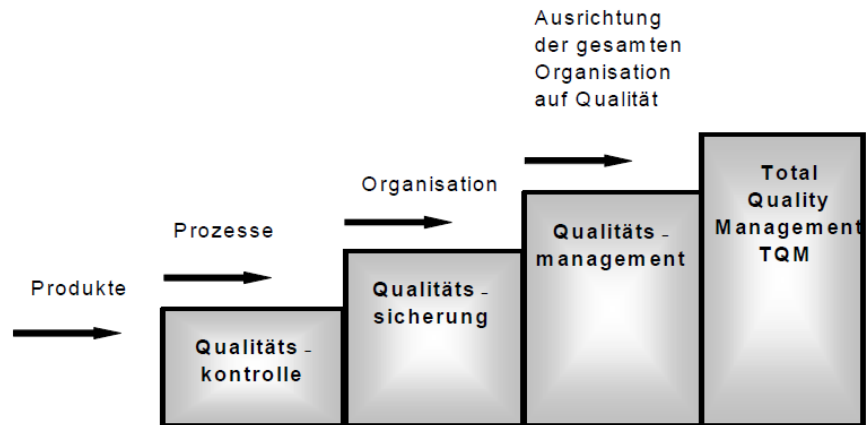 Ausrichtung
der gesamten
Organisation
auf Qualität
Total
Quality
Management
TQM
Organisation
Qualitäts -
management
Prozesse
Qualitäts -
sicherung
Produkte
Qualitäts -
kontrolle